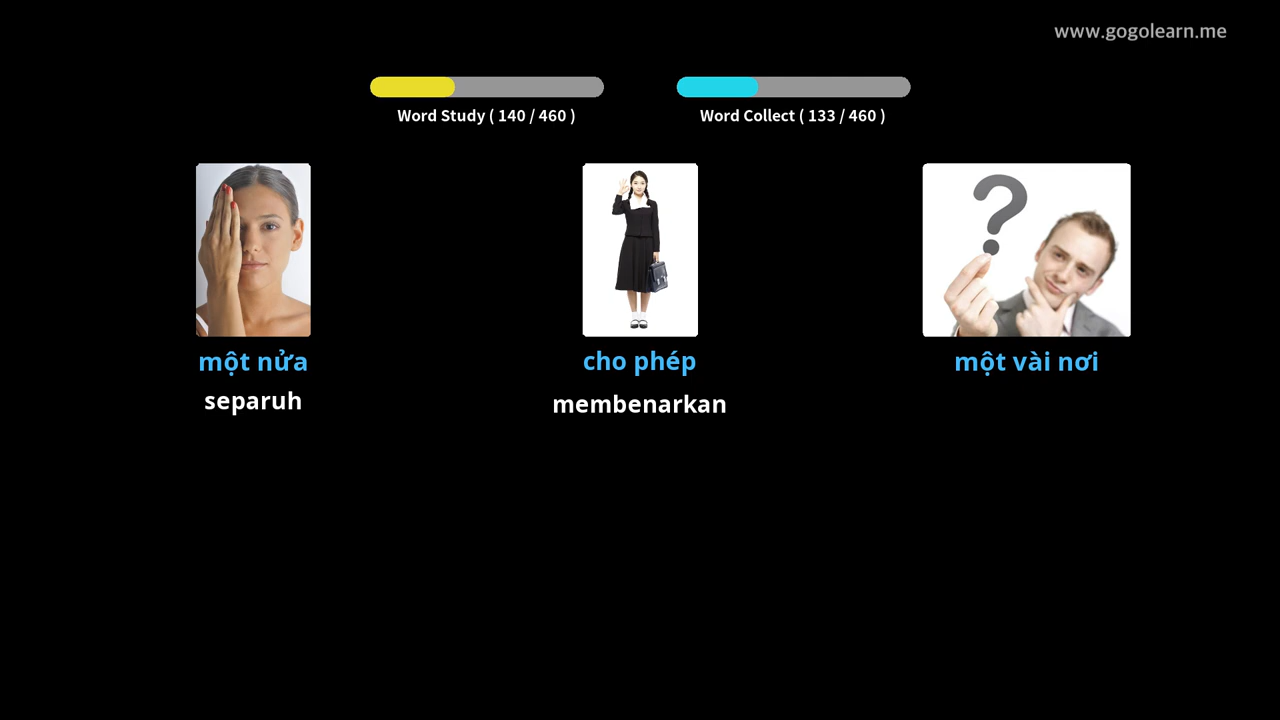 www.gogolearn.me
Word Study ( 140 / 460 )
Word Collect ( 133 / 460 )
một nửa
cho phép
một vài nơi
separuh
membenarkan